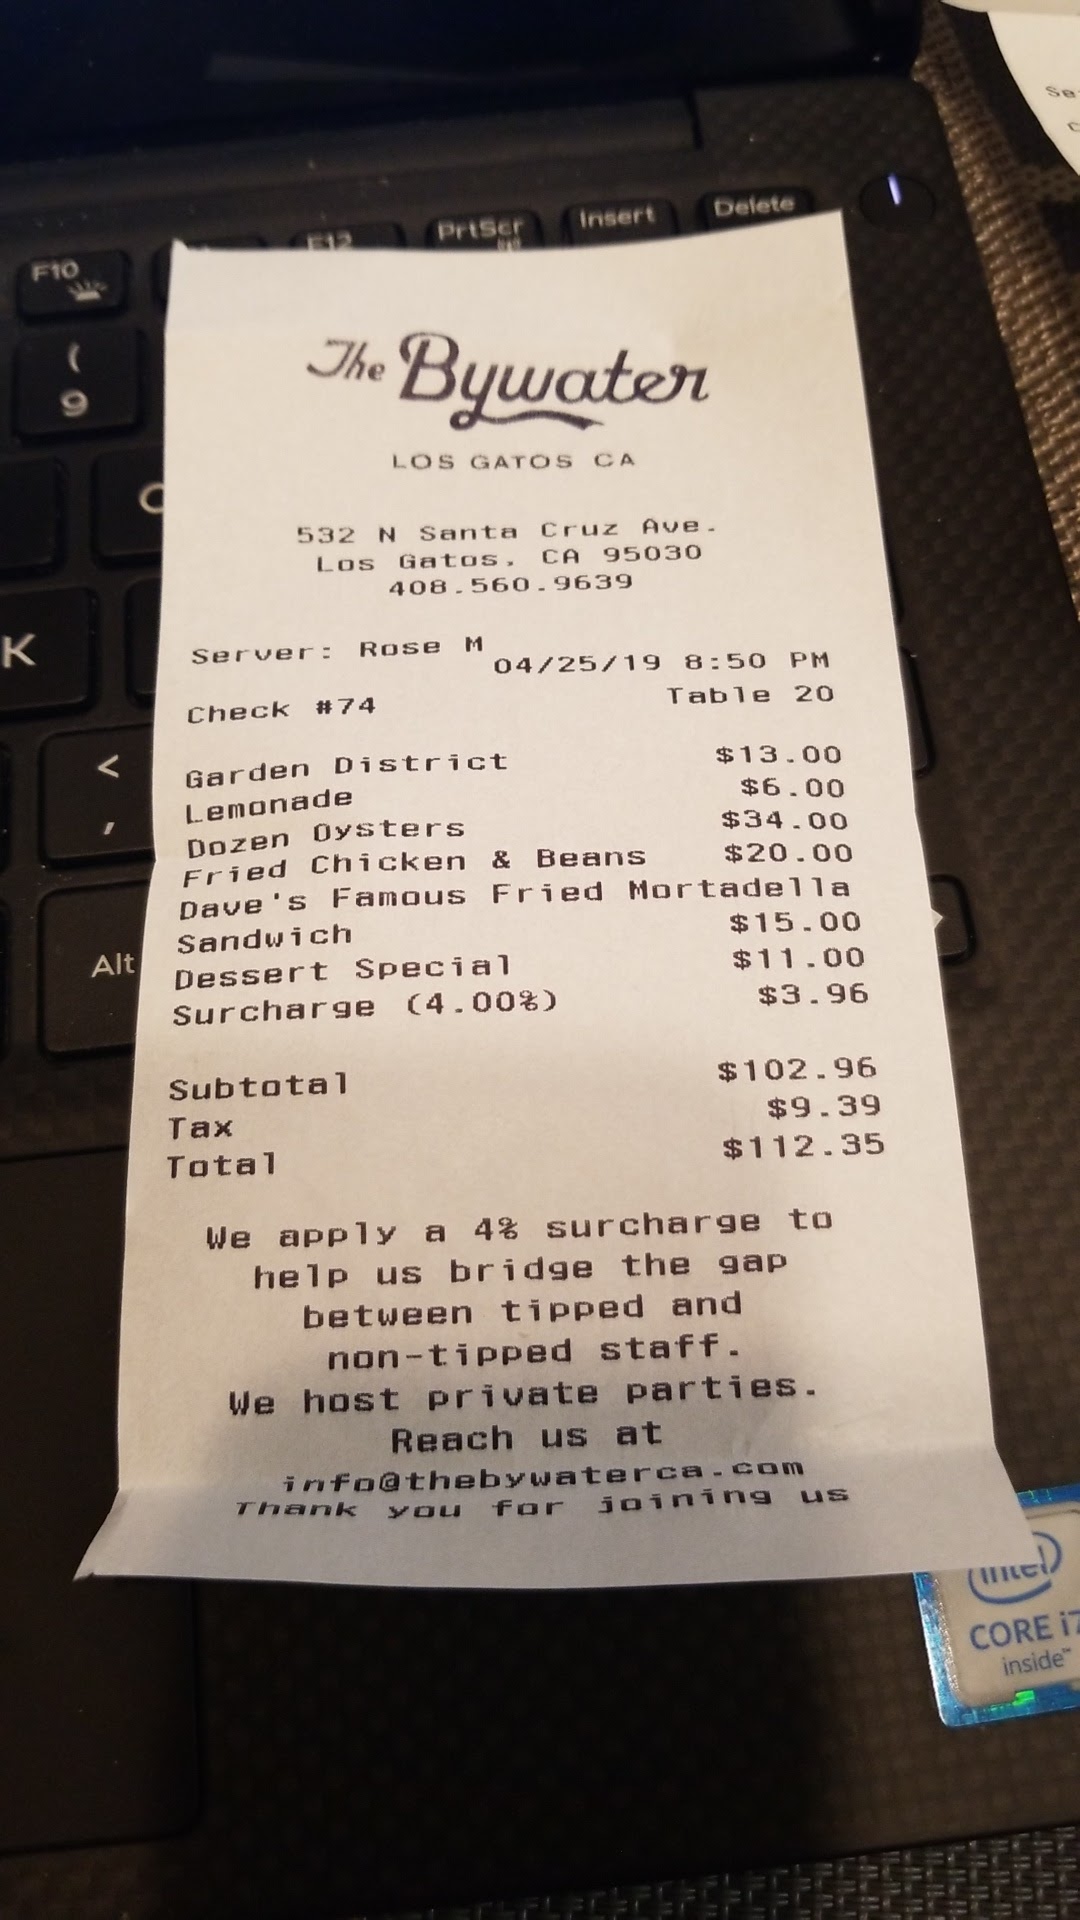 Delete
Insert
PrtScr
F12
F10
(
9
K
<
,
Alt
Se
The Bywater
LOS GATOS CA
532 N Santa Cruz Ave.
Los Gatos, CA 95030
408.560.9639
Server: Rose M
04/25/19 8:50 PM
Check #74 Table 20
Garden District $13.00
Lemonade $6.00
Dozen Oysters $34.00
Fried Chicken & Beans $20.00
Dave's Famous Fried Mortadella
Sandwich $15.00
Dessert Special $11.00
Surcharge (4.00%) $3.96
Subtotal $102.96
Tax $9.39
Total $112.35
We apply a 4% surcharge to
help us bridge the gap
between tipped and
non-tipped staff.
We host private parties.
Reach us at
info@thebywaterca.com
Thank you for joining us
intel
CORE i7
inside™